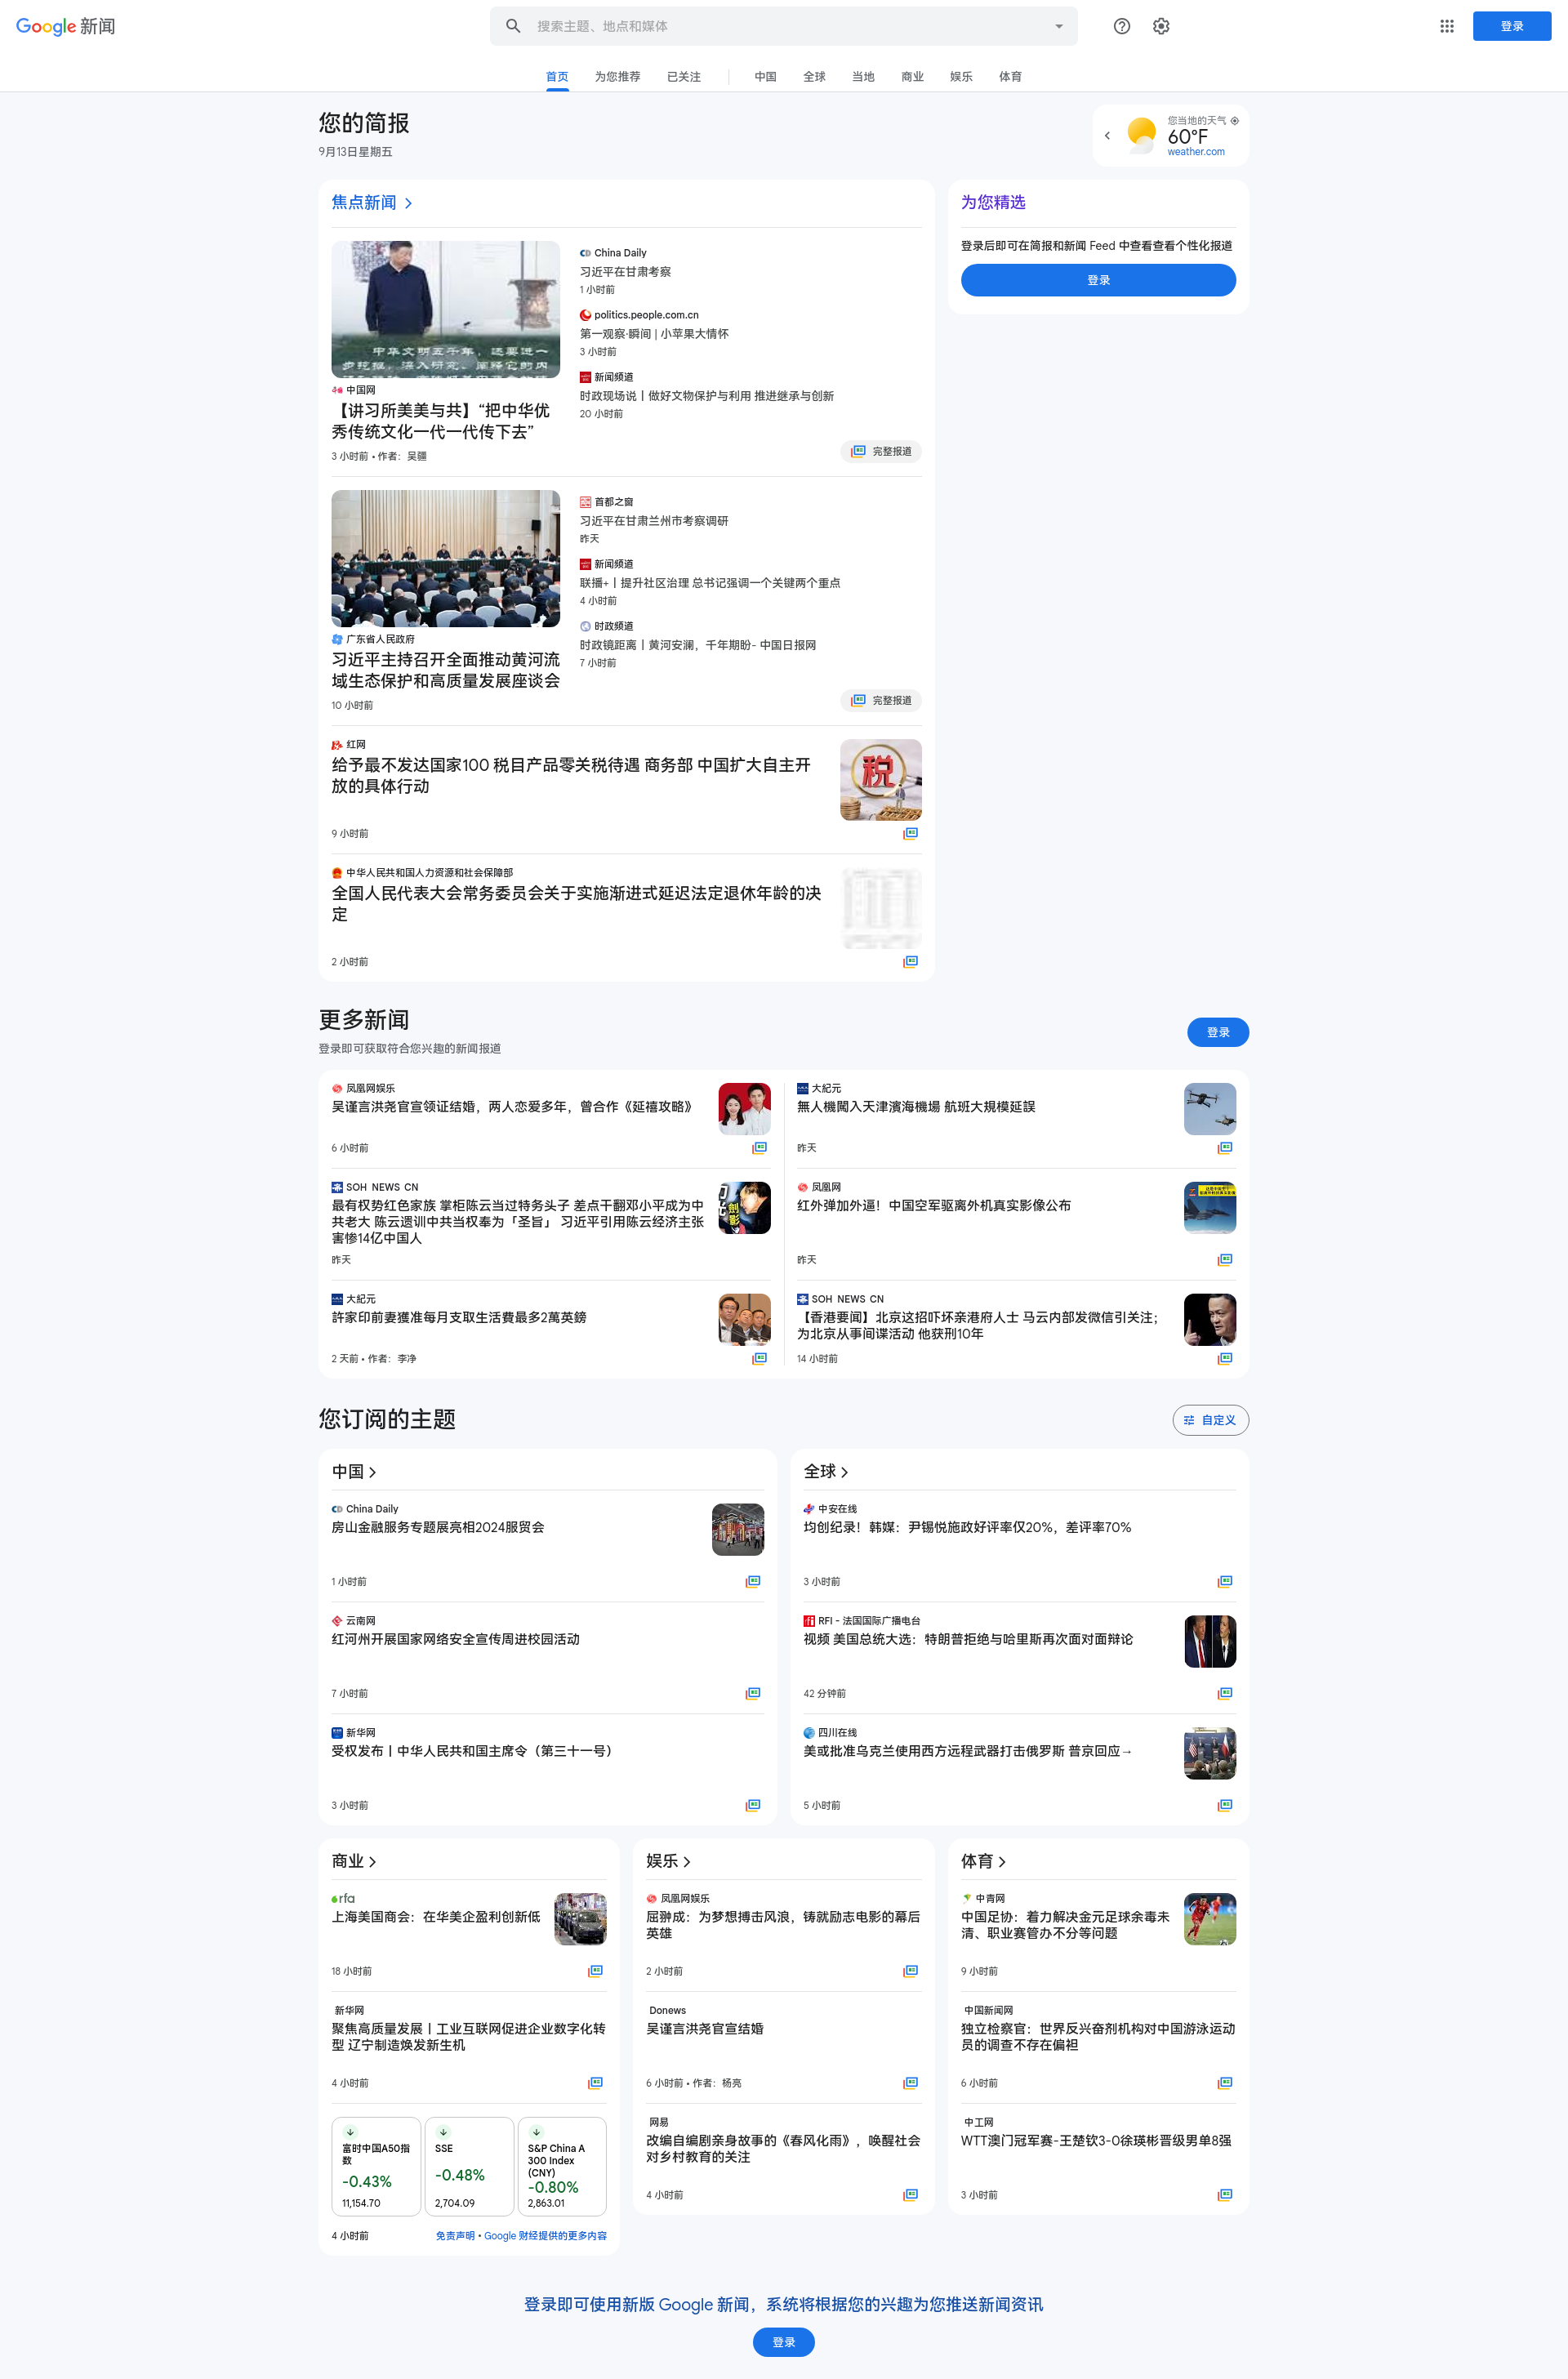 Google 新闻
搜索主题、地点和媒体
登录
首页
为您推荐
已关注
中国
全球
当地
商业
娱乐
体育
您的简报
9月13日星期五
您当地的天气
60°F
weather.com
焦点新闻
中华文明五千年，还要进一
步挖掘，深入研究、阐释它的内
中国网
【讲习所美美与共】“把中华优
秀传统文化一代一代传下去”
3 小时前 • 作者：吴疆
China Daily
习近平在甘肃考察
1 小时前
politics.people.com.cn
第一观察·瞬间 | 小苹果大情怀
3 小时前
新闻频道
时政现场说丨做好文物保护与利用 推进继承与创新
20 小时前
完整报道
广东省人民政府
习近平主持召开全面推动黄河流
域生态保护和高质量发展座谈会
10 小时前
首都之窗
习近平在甘肃兰州市考察调研
昨天
新闻频道
联播+丨提升社区治理 总书记强调一个关键两个重点
4 小时前
时政频道
时政镜距离丨黄河安澜，千年期盼- 中国日报网
7 小时前
完整报道
红网
给予最不发达国家100 税目产品零关税待遇 商务部 中国扩大自主开
放的具体行动
9 小时前
税
中华人民共和国人力资源和社会保障部
全国人民代表大会常务委员会关于实施渐进式延迟法定退休年龄的决
定
2 小时前
为您精选
登录后即可在简报和新闻 Feed 中查看查看个性化报道
登录
更多新闻
登录即可获取符合您兴趣的新闻报道
登录
凤凰网娱乐
吴谨言洪尧官宣领证结婚，两人恋爱多年，曾合作《延禧攻略》
6 小时前
大紀元
無人機闖入天津濱海機場 航班大規模延誤
昨天
SOH NEWS CN
最有权势红色家族 掌柜陈云当过特务头子 差点干翻邓小平成为中
共老大 陈云遗训中共当权奉为「圣旨」 习近平引用陈云经济主张
害惨14亿中国人
昨天
凤凰网
红外弹加外逼！中国空军驱离外机真实影像公布
昨天
大紀元
許家印前妻獲准每月支取生活費最多2萬英鎊
2 天前 • 作者：李净
SOH NEWS CN
【香港要闻】北京这招吓坏亲港府人士 马云内部发微信引关注；
为北京从事间谍活动 他获刑10年
14 小时前
您订阅的主题
自定义
中国
China Daily
房山金融服务专题展亮相2024服贸会
1 小时前
云南网
红河州开展国家网络安全宣传周进校园活动
7 小时前
新华网
受权发布丨中华人民共和国主席令（第三十一号）
3 小时前
全球
中安在线
均创纪录！韩媒：尹锡悦施政好评率仅20%，差评率70%
3 小时前
RFI - 法国国际广播电台
视频 美国总统大选：特朗普拒绝与哈里斯再次面对面辩论
42 分钟前
四川在线
美或批准乌克兰使用西方远程武器打击俄罗斯 普京回应→
5 小时前
商业
rfa
上海美国商会：在华美企盈利创新低
18 小时前
新华网
聚焦高质量发展丨工业互联网促进企业数字化转
型 辽宁制造焕发新生机
4 小时前
富时中国A50指
数
-0.43%
11,154.70
SSE
-0.48%
2,704.09
S&P China A
300 Index
(CNY)
-0.80%
2,863.01
4 小时前
免责声明 • Google 财经提供的更多内容
娱乐
凤凰网娱乐
屈翀成：为梦想搏击风浪，铸就励志电影的幕后
英雄
2 小时前
Donews
吴谨言洪尧官宣结婚
6 小时前 • 作者：杨亮
网易
改编自编剧亲身故事的《春风化雨》，唤醒社会
对乡村教育的关注
4 小时前
体育
中青网
中国足协：着力解决金元足球余毒未
清、职业赛管办不分等问题
9 小时前
中国新闻网
独立检察官：世界反兴奋剂机构对中国游泳运动
员的调查不存在偏袒
6 小时前
中工网
WTT澳门冠军赛-王楚钦3-0徐瑛彬晋级男单8强
3 小时前
登录即可使用新版 Google 新闻，系统将根据您的兴趣为您推送新闻资讯
登录